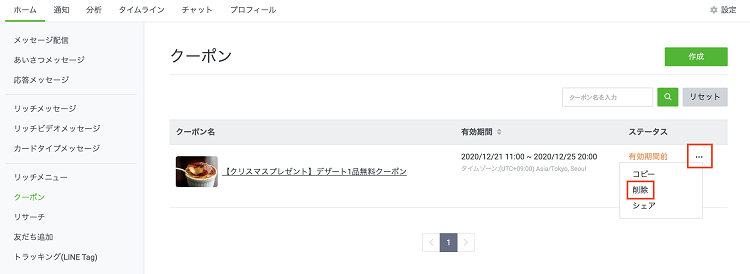 ホーム 通知 分析 タイムライン チャット プロフィール 設定
メッセージ配信
あいさつメッセージ
応答メッセージ
リッチメッセージ
リッチビデオメッセージ
カードタイプメッセージ
リッチメニュー
クーポン
リサーチ
友だち追加
トラッキング(LINE Tag)
クーポン
作成
クーポン名を入力
リセット
クーポン名 有効期間 ステータス
【クリスマスプレゼント】デザート1品無料クーポン
2020/12/21 11:00 ~ 2020/12/25 20:00
タイムゾーン:(UTC+09:00) Asia/Tokyo, Seoul
有効期間前
...
コピー
削除
シェア
1